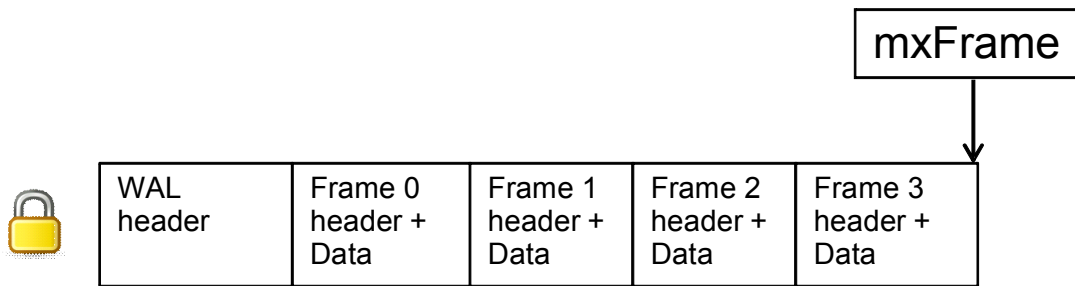 mxFrame
WAL
header
Frame 0
header +
Data
Frame 1
header +
Data
Frame 2
header +
Data
Frame 3
header +
Data